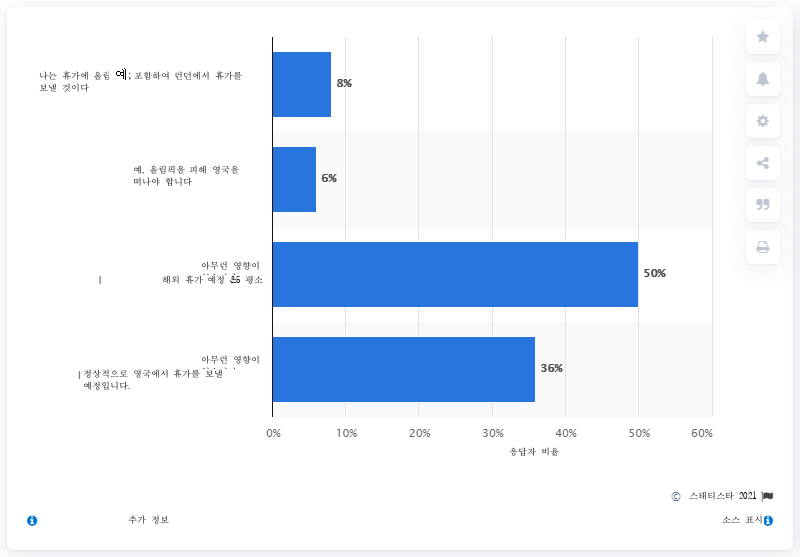 나는 휴가에 올림 예; 포함하여 런던에서 휴가를
보낼 것이다
8%
예, 올림픽을 피해 영국을
떠나야 합니다
6%
아무런 영향이
해외 휴가 예정 평소
50%
아무런 영향이
정상적으로 영국에서 휴가를 보낼
예정입니다.
36%
0% 10% 20% 30% 40% 50% 60%
응답자 비율
© 스태티스타 2021
추가 정보
소스 표시